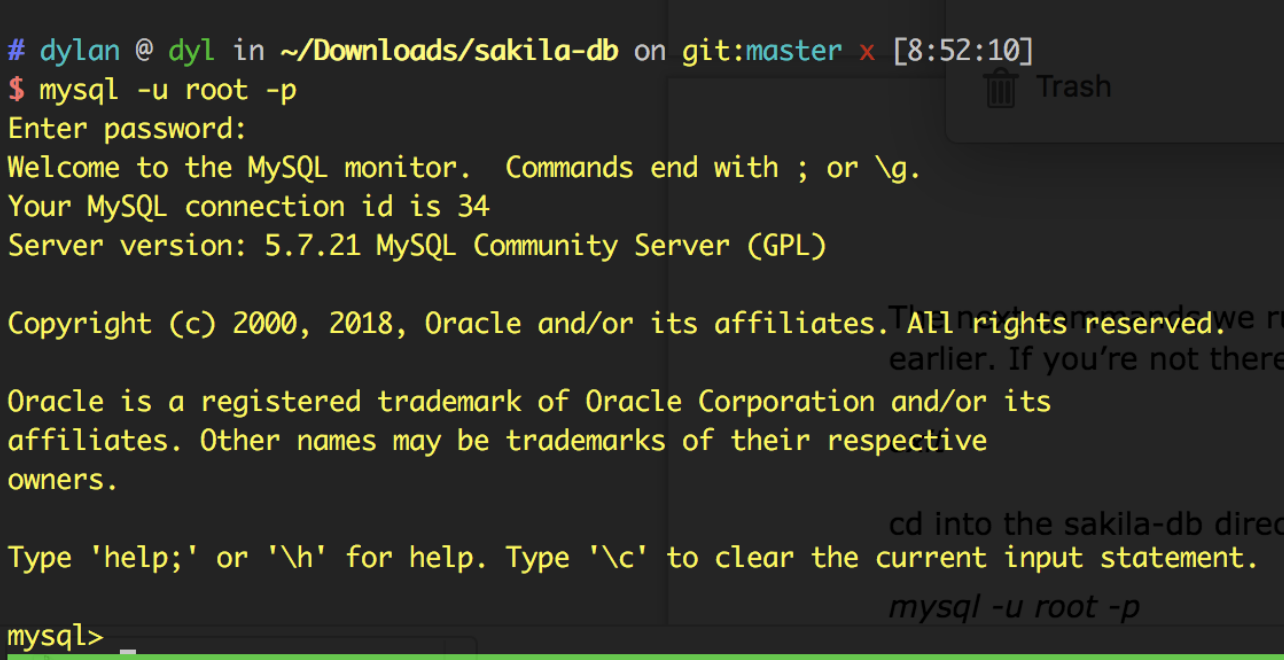 # dylan @ dyl in ~/Downloads/sakila-db on git:master x [8:52:10]
$ mysql -u root -p
Trash
Enter password:
Welcome to the MySQL monitor.  Commands end with ; or \g.
Your MySQL connection id is 34
Server version: 5.7.21 MySQL Community Server (GPL)
Copyright (c) 2000, 2018, Oracle and/or its affiliates. All rights reserved.
The next commands we
earlier. If you're not there
Oracle is a registered trademark of Oracle Corporation and/or its
affiliates. Other names may be trademarks of their respective
owners.
cd into the sakila-db
Type 'help;' or '\h' for help. Type '\c' to clear the current input statement.
mysql -u root -p
mysql>